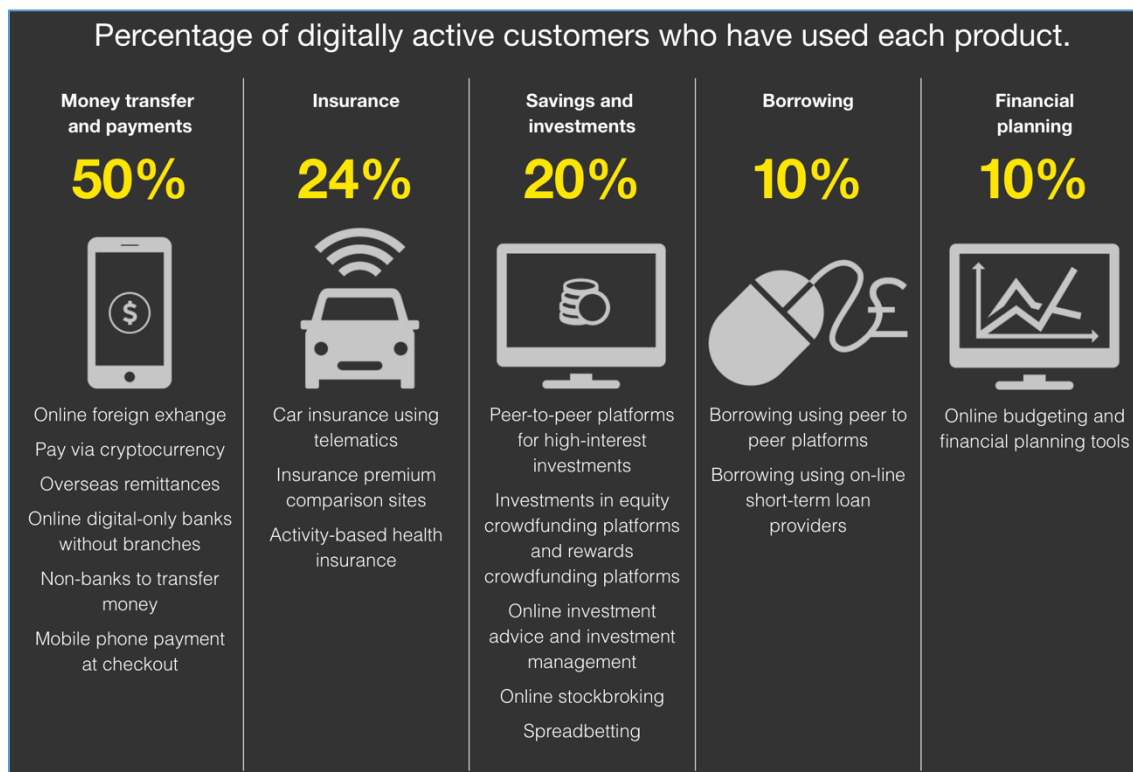 Percentage of digitally active customers who have used each product.
Money transfer
and payments
50%
$
Online foreign exhange
Pay via cryptocurrency
Overseas remittances
Online digital-only banks
without branches
Non-banks to transfer
money
Mobile phone payment
at checkout
Insurance
24%
Car insurance using
telematics
Insurance premium
comparison sites
Activity-based health
insurance
Savings and
investments
20%
Peer-to-peer platforms
for high-interest
investments
Investments in equity
crowdfunding platforms
and rewards
crowdfunding platforms
Online investment
advice and investment
management
Online stockbroking
Spreadbetting
Borrowing
10%
£
Borrowing using peer to
peer platforms
Borrowing using on-line
short-term loan
providers
Financial
planning
10%
Online budgeting and
financial planning tools